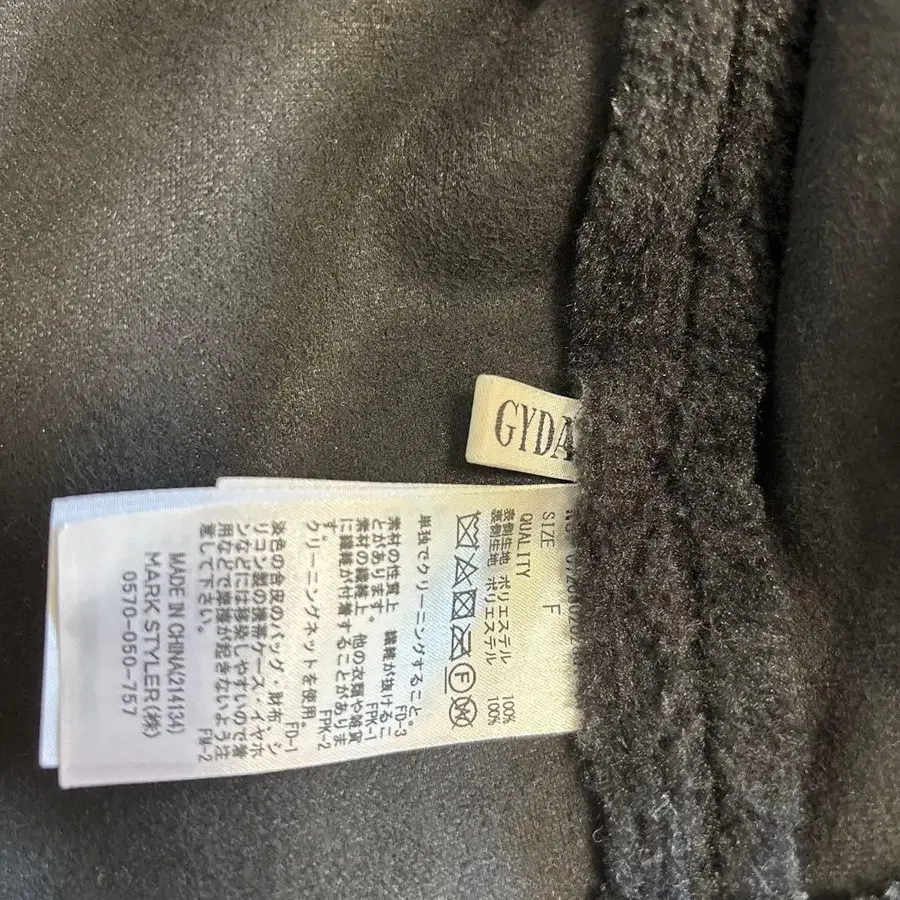 GYDA
SIZE F
QUALITY
表側生地 ポリエステル 100%
裏側生地 ポリエステル 100%
単独でクリーニングすること。
FD-3
素材の性質上 繊維が抜けるこ
とがあります。
FPK-1
素材の繊維上、他の衣類や雑貨
に繊維が付着することがありま
す。
FPK-2
クリーニングネットを使用。
FD-1
淡色の合皮のバッグ・財布、シ
リコン製の携帯ケース・イヤホ
ンなどには移染しやすいので着
用などで摩擦が起きないよう注
意して下さい。
FW-2
MADE IN CHINA(214134)
MARK STYLER(株)
0570-050-757